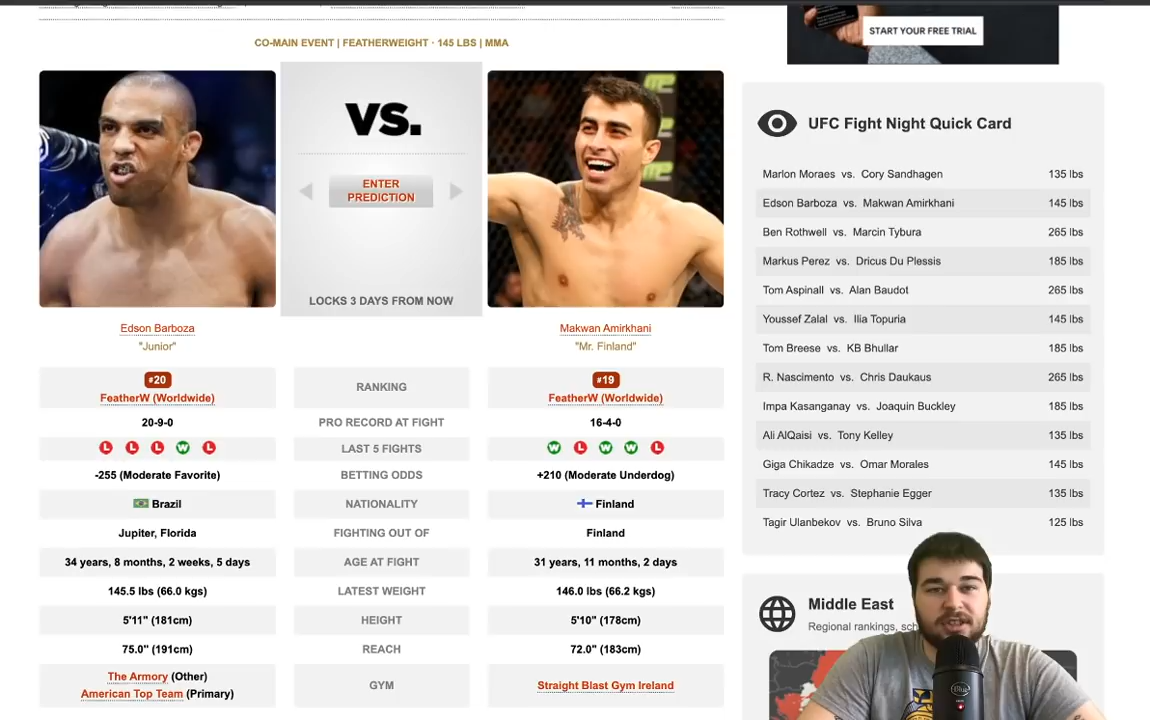 START YOUR FREE TRIAL
CO-MAIN EVENT | FEATHERWEIGHT · 145 LBS | MMA
VS.
ENTER
PREDICTION
LOCKS 3 DAYS FROM NOW
Edson Barboza
"Junior"
Makwan Amirkhani
"Mr. Finland"
#20
FeatherW (Worldwide)
RANKING
#19
FeatherW (Worldwide)
20-9-0 PRO RECORD AT FIGHT 16-4-0
L L L W L LAST 5 FIGHTS W L W W L
-255 (Moderate Favorite) BETTING ODDS +210 (Moderate Underdog)
Brazil NATIONALITY Finland
Jupiter, Florida FIGHTING OUT OF Finland
34 years, 8 months, 2 weeks, 5 days AGE AT FIGHT 31 years, 11 months, 2 days
145.5 lbs (66.0 kgs) LATEST WEIGHT 146.0 lbs (66.2 kgs)
5'11" (181cm) HEIGHT 5'10" (178cm)
75.0" (191cm) REACH 72.0" (183cm)
The Armory (Other)
American Top Team (Primary)
GYM
Straight Blast Gym Ireland
UFC Fight Night Quick Card
Marlon Moraes vs. Cory Sandhagen 135 lbs
Edson Barboza vs. Makwan Amirkhani 145 lbs
Ben Rothwell vs. Marcin Tybura 265 lbs
Markus Perez vs. Dricus Du Plessis 185 lbs
Tom Aspinall vs. Alan Baudot 265 lbs
Youssef Zalal vs. Ilia Topuria 145 lbs
Tom Breese vs. KB Bhullar 185 lbs
R. Nascimento vs. Chris Daukaus 265 lbs
Impa Kasanganay vs. Joaquin Buckley 185 lbs
Ali AlQaisi vs. Tony Kelley 135 lbs
Giga Chikadze vs. Omar Morales 145 lbs
Tracy Cortez vs. Stephanie Egger 135 lbs
Tagir Ulanbekov vs. Bruno Silva 125 lbs
Middle East
Regional rankings,
Blue